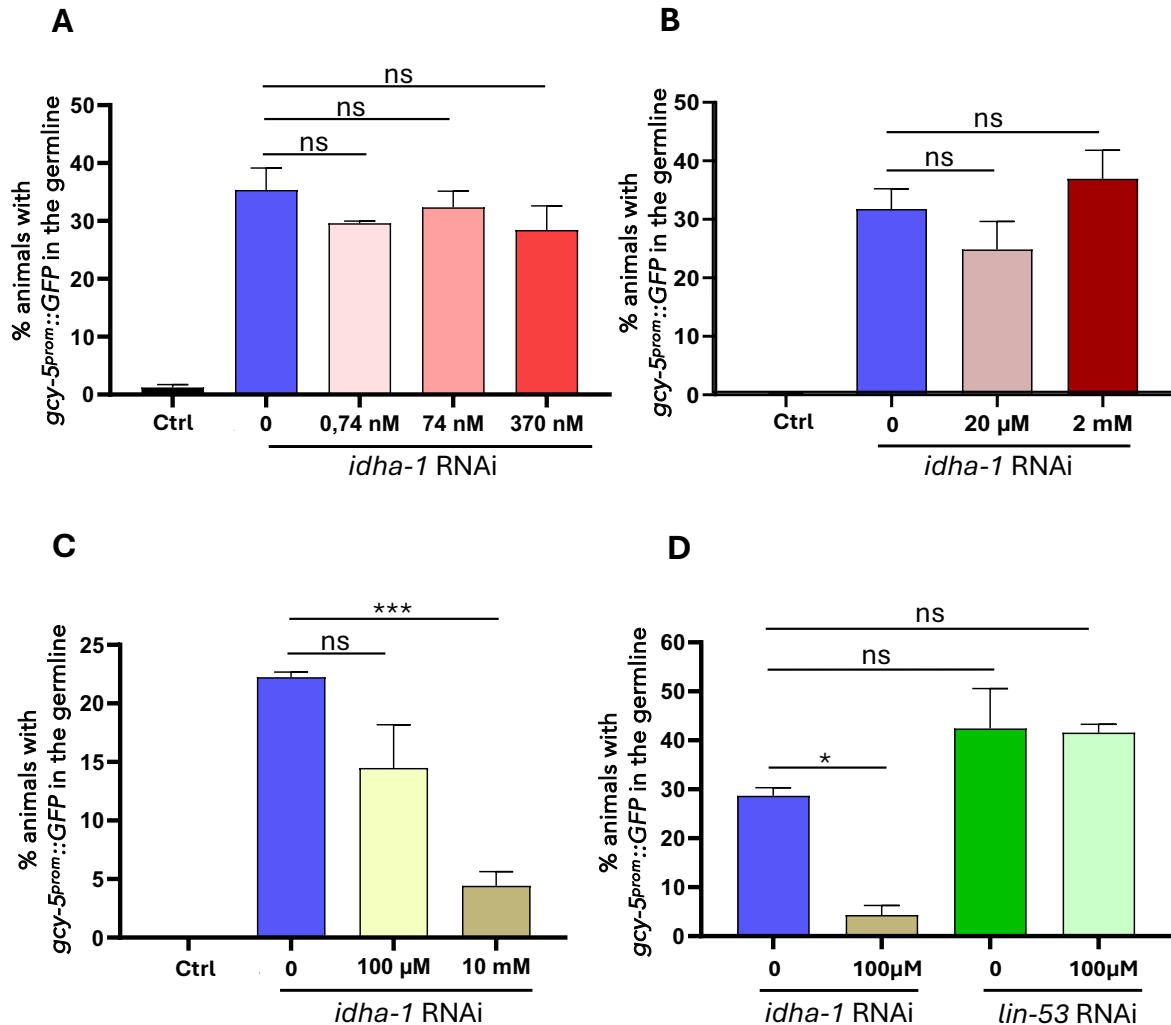 A
% animals with
gcy-5prom::GFP in the germline
50
40
30
20
10
0
ns
ns
ns
Ctrl 0 0,74 nM 74 nM 370 nM
idha-1 RNAi
B
% animals with
gcy-5prom::GFP in the germline
50
40
30
20
10
0
ns
ns
Ctrl 0 20 µM 2 mM
idha-1 RNAi
C
% animals with
gcy-5prom::GFP in the germline
25
20
15
10
5
0
***
ns
Ctrl 0 100 µM 10 mM
idha-1 RNAi
D
% animals with
gcy-5prom::GFP in the germline
60
50
40
30
20
10
0
ns
ns
*
0 100µM 0 100µM
idha-1 RNAi lin-53 RNAi